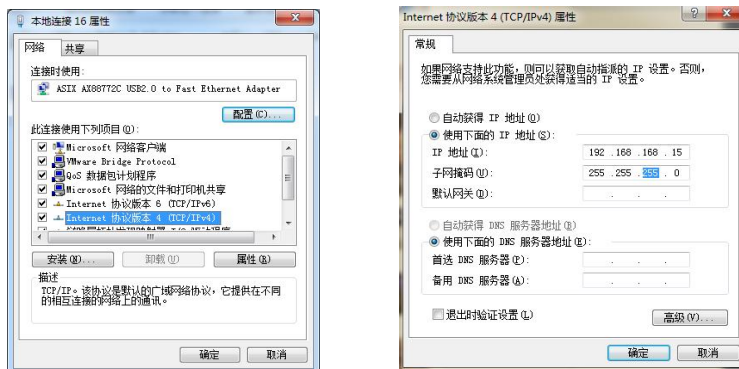 本地连接 16 属性
网络
共享
连接时使用:
ASIX AX88772C USB2.0 to Fast Ethernet Adapter
配置(C)...
此连接使用下列项目(O):
Microsoft 网络客户端
VMware Bridge Protocol
QoS 数据包计划程序
Microsoft 网络的文件和打印机共享
Internet 协议版本 6 (TCP/IPv6)
Internet 协议版本 4 (TCP/IPv4)
安装(N)...
卸载(U)
属性(R)
描述
TCP/IP。该协议是默认的广域网络协议，它提供在不同
的相互连接的网络上的通讯。
确定
取消
Internet 协议版本 4 (TCP/IPv4) 属性
常规
如果网络支持此功能，则可以获取自动指派的 IP 设置。否则，
您需要从网络系统管理员处获得适当的 IP 设置。
自动获得 IP 地址(O)
使用下面的 IP 地址(S):
IP 地址(I): 192 .168 .168 . 15
子网掩码(U): 255 .255 .255 . 0
默认网关(D): . . .
自动获得 DNS 服务器地址(B)
使用下面的 DNS 服务器地址(E):
首选 DNS 服务器(P): . . .
备用 DNS 服务器(A): . . .
退出时验证设置(L)
高级(V)...
确定
取消